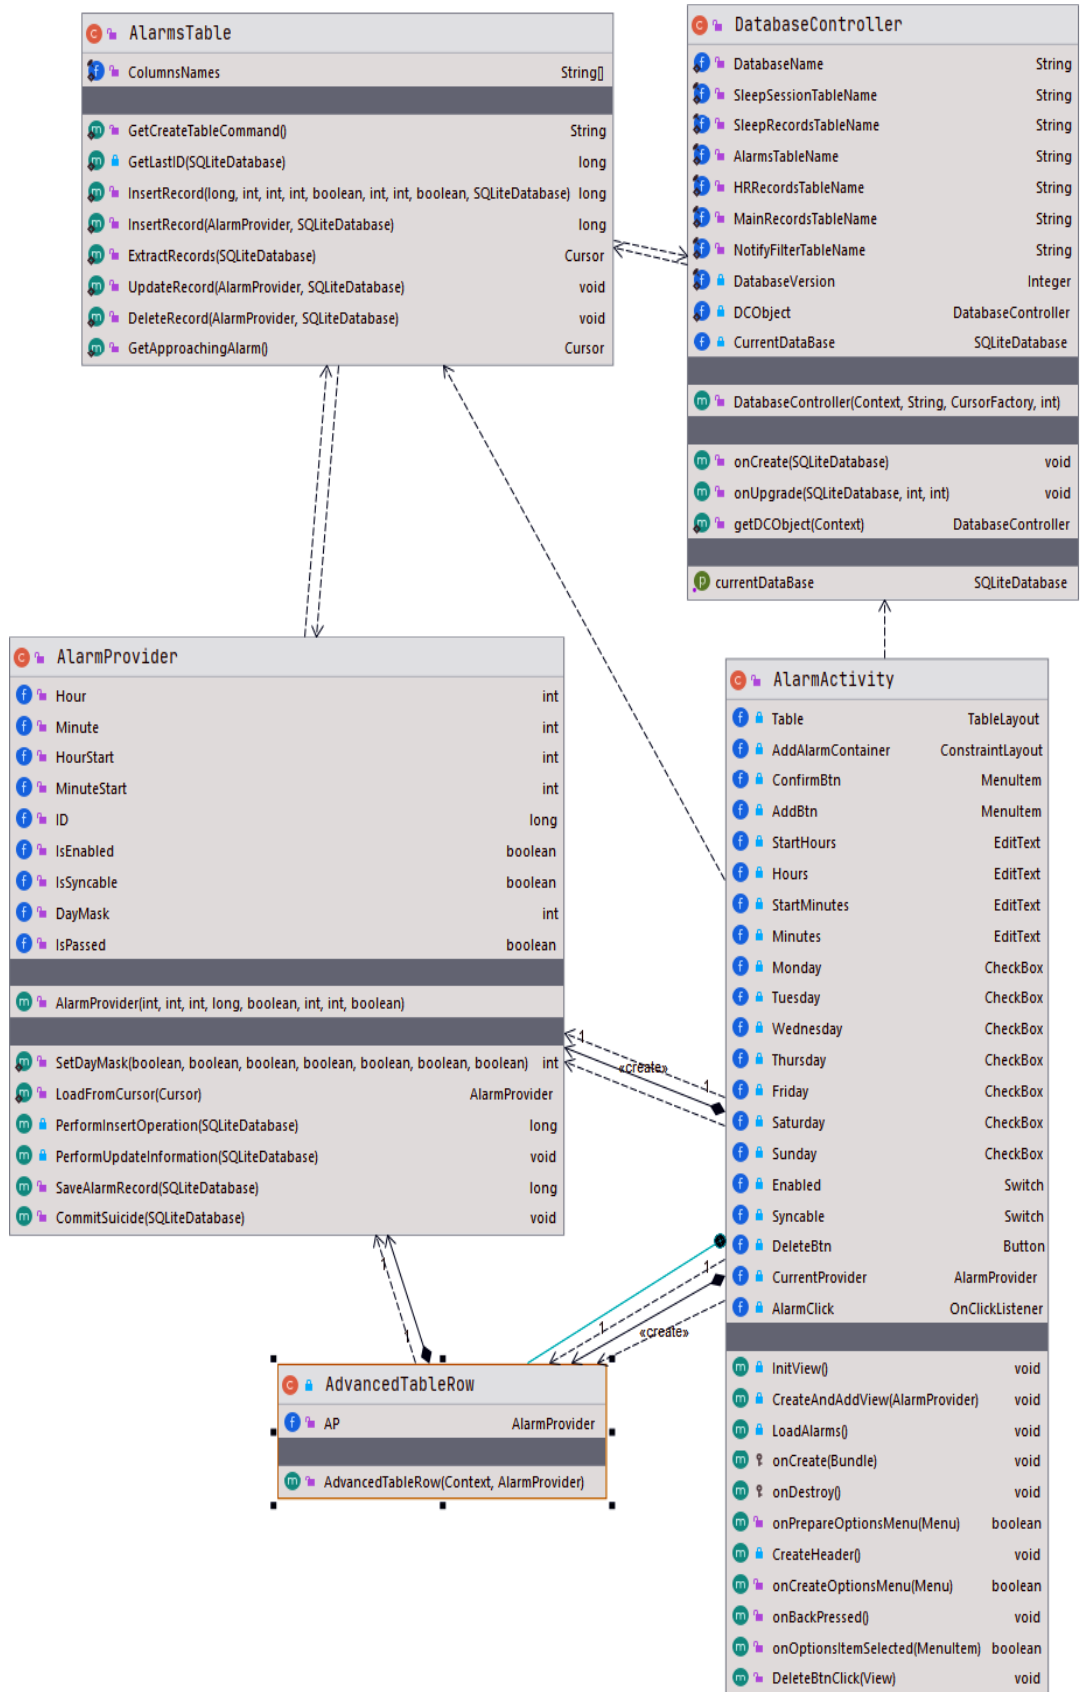 AlarmsTable
ColumnsNames String[]
GetCreateTableCommand() String
GetLastID(SQLiteDatabase) long
InsertRecord(long, int, int, int, boolean, int, int, boolean, SQLiteDatabase) long
InsertRecord(AlarmProvider, SQLiteDatabase) long
ExtractRecords(SQLiteDatabase) Cursor
UpdateRecord(AlarmProvider, SQLiteDatabase) void
DeleteRecord(AlarmProvider, SQLiteDatabase) void
GetApproachingAlarm() Cursor
DatabaseController
DatabaseName String
SleepSessionTableName String
SleepRecordsTableName String
AlarmsTableName String
HRRecordsTableName String
MainRecordsTableName String
NotifyFilterTableName String
DatabaseVersion Integer
DCObject DatabaseController
CurrentDataBase SQLiteDatabase
DatabaseController(Context, String, CursorFactory, int)
onCreate(SQLiteDatabase) void
onUpgrade(SQLiteDatabase, int, int) void
getDCObject(Context) DatabaseController
currentDataBase SQLiteDatabase
AlarmProvider
Hour int
Minute int
HourStart int
MinuteStart int
ID long
IsEnabled boolean
IsSyncable boolean
DayMask int
IsPassed boolean
AlarmProvider(int, int, int, long, boolean, int, int, boolean)
SetDayMask(boolean, boolean, boolean, boolean, boolean, boolean, boolean) int
LoadFromCursor(Cursor) AlarmProvider
PerformInsertOperation(SQLiteDatabase) long
PerformUpdateInformation(SQLiteDatabase) void
SaveAlarmRecord(SQLiteDatabase) long
CommitSuicide(SQLiteDatabase) void
AlarmActivity
Table TableLayout
AddAlarmContainer ConstraintLayout
ConfirmBtn MenuItem
AddBtn MenuItem
StartHours EditText
Hours EditText
StartMinutes EditText
Minutes EditText
Monday CheckBox
Tuesday CheckBox
Wednesday CheckBox
Thursday CheckBox
Friday CheckBox
Saturday CheckBox
Sunday CheckBox
Enabled Switch
Syncable Switch
DeleteBtn Button
CurrentProvider AlarmProvider
AlarmClick OnClickListener
InitView() void
CreateAndAddView(AlarmProvider) void
LoadAlarms() void
onCreate(Bundle) void
onDestroy() void
onPrepareOptionsMenu(Menu) boolean
CreateHeader() void
onCreateOptionsMenu(Menu) boolean
onBackPressed() void
onOptionsItemSelected(MenuItem) boolean
DeleteBtnClick(View) void
1
«create»
1
1
1
1
1
«create»
AdvancedTableRow
AP AlarmProvider
AdvancedTableRow(Context, AlarmProvider)